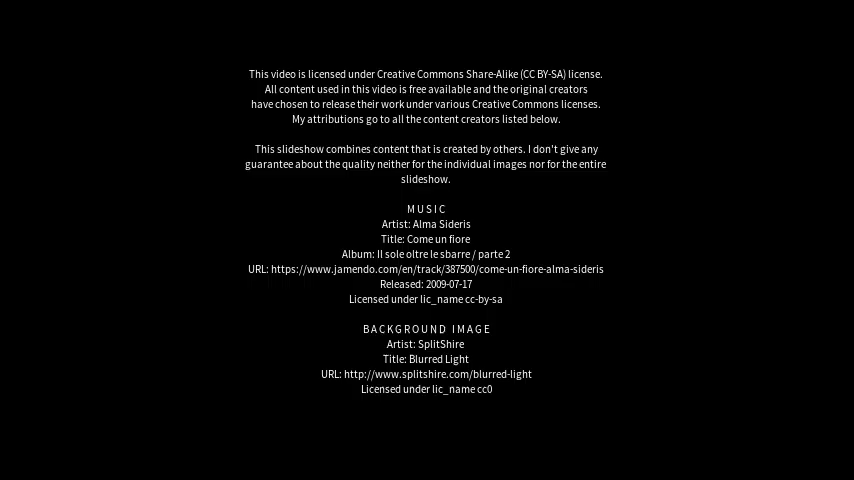 This video is licensed under Creative Commons Share-Alike (CC BY-SA) license.
All content used in this video is free available and the original creators
have chosen to release their work under various Creative Commons licenses.
My attributions go to all the content creators listed below.
This slideshow combines content that is created by others. I don't give any
guarantee about the quality neither for the individual images nor for the entire
slideshow.
MUSIC
Artist: Alma Sideris
Title: Come un fiore
Album: Il sole oltre le sbarre / parte 2
URL: https://www.jamendo.com/en/track/387500/come-un-fiore-alma-sideris
Released: 2009-07-17
Licensed under lic_name cc-by-sa
BACKGROUND IMAGE
Artist: SplitShire
Title: Blurred Light
URL: http://www.splitshire.com/blurred-light
Licensed under lic_name cc0